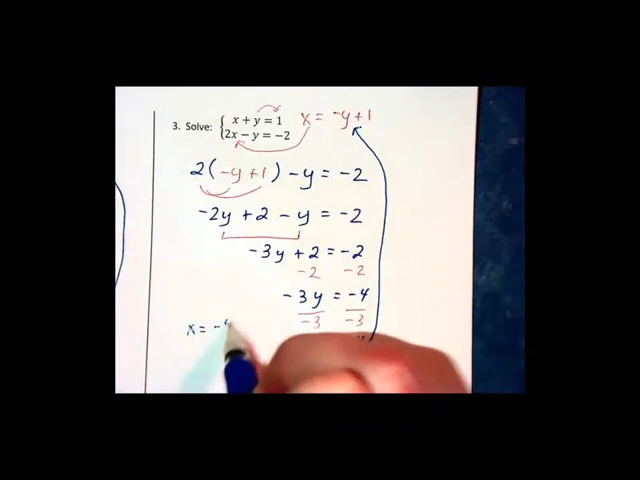 3. Solve: { x + y = 1 x = -y + 1
2x − y = −2
2(-y+1) - y = -2
-2y + 2 - y = -2
-3y + 2 = -2
-2 -2
-3y = -4
-3 -3
x = -